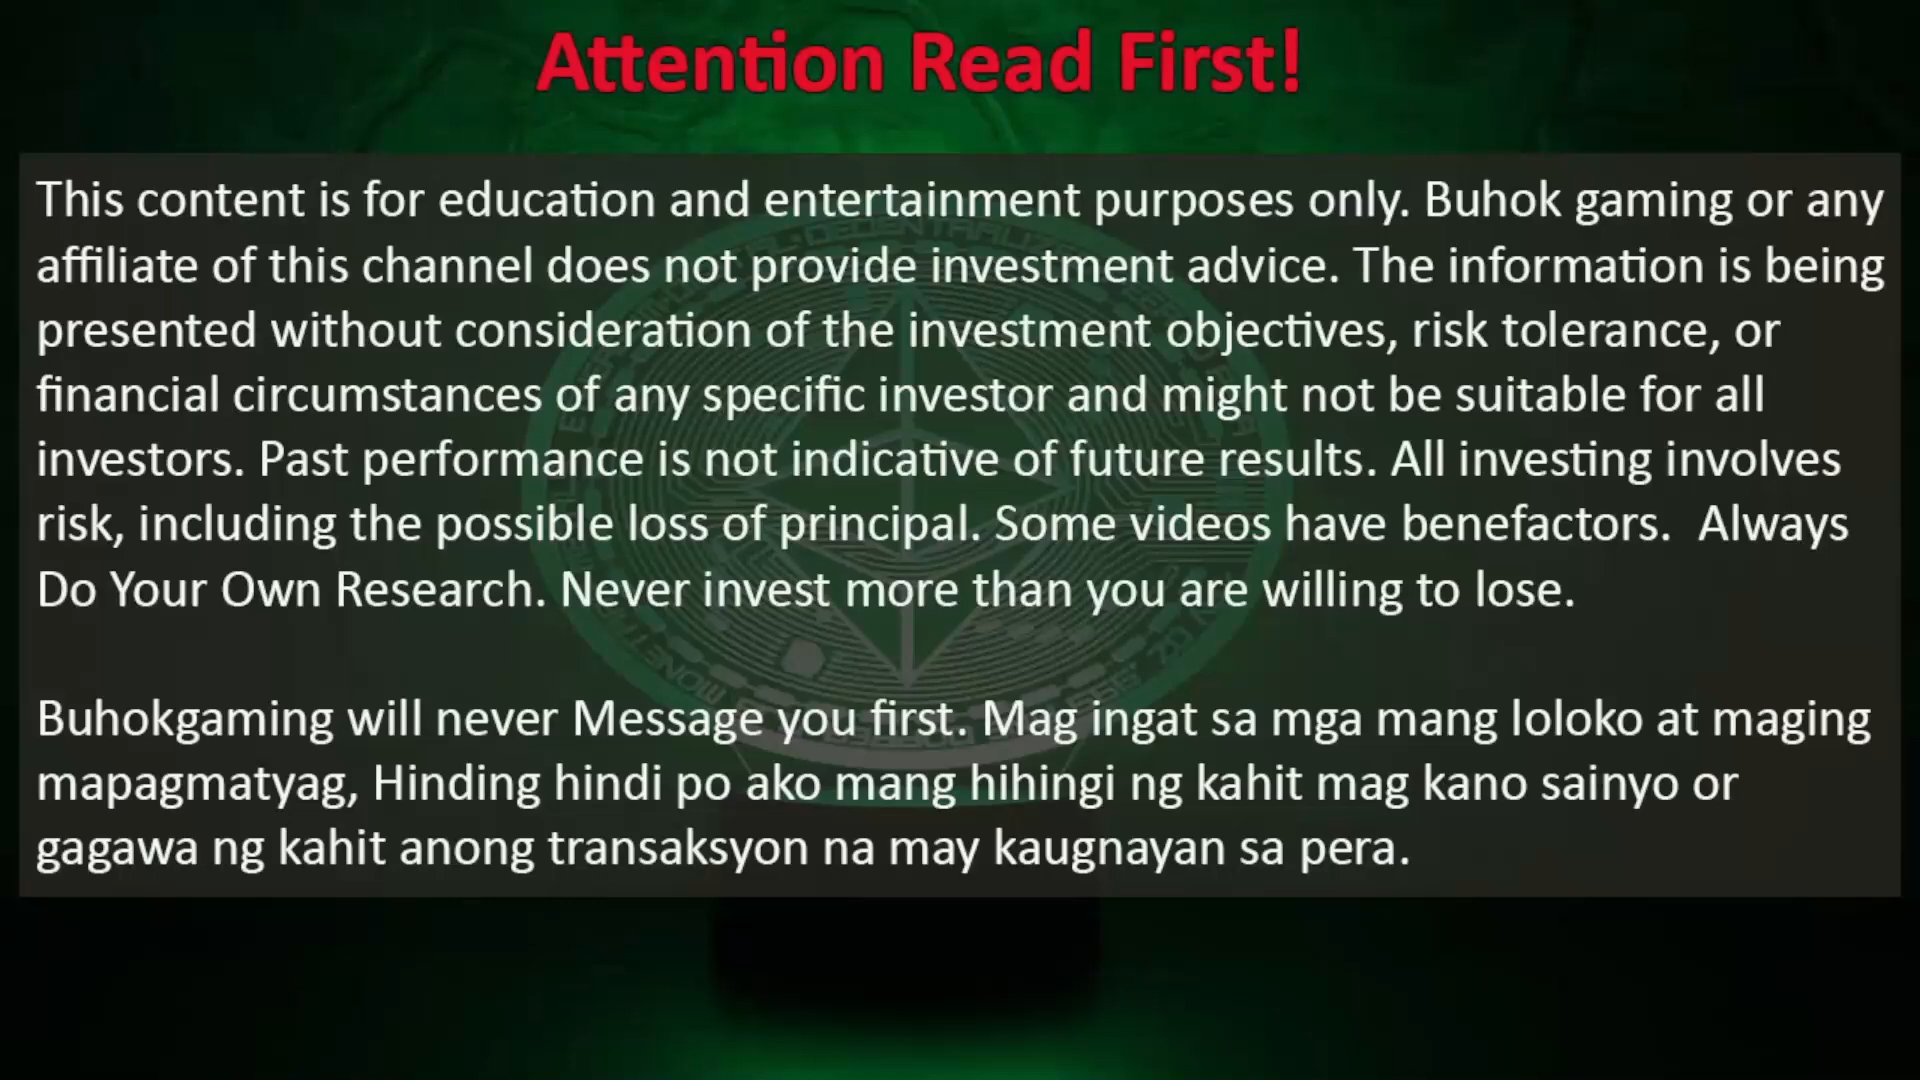 Attention Read First!
This content is for education and entertainment purposes only. Buhok gaming or any
affiliate of this channel does not provide investment advice. The information is being
presented without consideration of the investment objectives, risk tolerance, or
financial circumstances of any specific investor and might not be suitable for all
investors. Past performance is not indicative of future results. All investing involves
risk, including the possible loss of principal. Some videos have benefactors.  Always
Do Your Own Research. Never invest more than you are willing to lose.
Buhokgaming will never Message you first. Mag ingat sa mga mang loloko at maging
mapagmatyag, Hinding hindi po ako mang hihingi ng kahit mag kano sainyo or
gagawa ng kahit anong transaksyon na may kaugnayan sa pera.